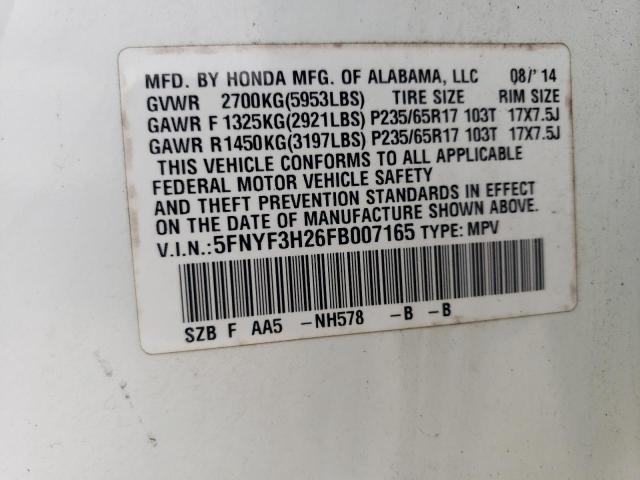 MFD. BY HONDA MFG. OF ALABAMA, LLC 08/'14
GVWR 2700KG(5953LBS) TIRE SIZE RIM SIZE
GAWR F 1325KG(2921LBS) P235/65R17 103T 17X7.5J
GAWR R1450KG(3197LBS) P235/65R17 103T 17X7.5J
THIS VEHICLE CONFORMS TO ALL APPLICABLE
FEDERAL MOTOR VEHICLE SAFETY
AND THEFT PREVENTION STANDARDS IN EFFECT
ON THE DATE OF MANUFACTURE SHOWN ABOVE.
V.I.N.: 5FNYF3H26FB007165 TYPE: MPV
SZB F AA5 -NH578 -B -B